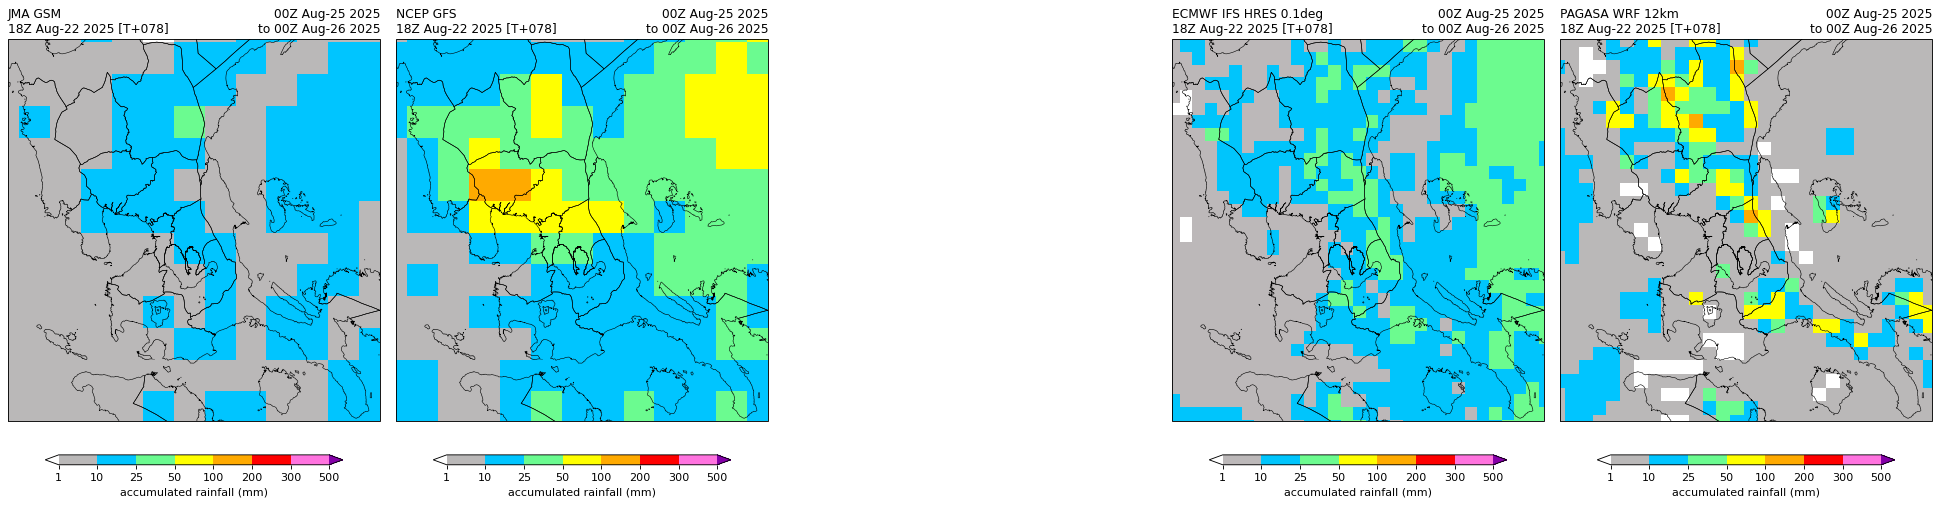 JMA GSM 00Z Aug-25 2025
18Z Aug-22 2025 [T+078] to 00Z Aug-26 2025
1 10 25 50 100 200 300 500
accumulated rainfall (mm)
NCEP GFS 00Z Aug-25 2025
18Z Aug-22 2025 [T+078] to 00Z Aug-26 2025
1 10 25 50 100 200 300 500
accumulated rainfall (mm)
ECMWF IFS HRES 0.1deg 00Z Aug-25 2025
18Z Aug-22 2025 [T+078] to 00Z Aug-26 2025
1 10 25 50 100 200 300 500
accumulated rainfall (mm)
PAGASA WRF 12km 00Z Aug-25 2025
18Z Aug-22 2025 [T+078] to 00Z Aug-26 2025
1 10 25 50 100 200 300 500
accumulated rainfall (mm)